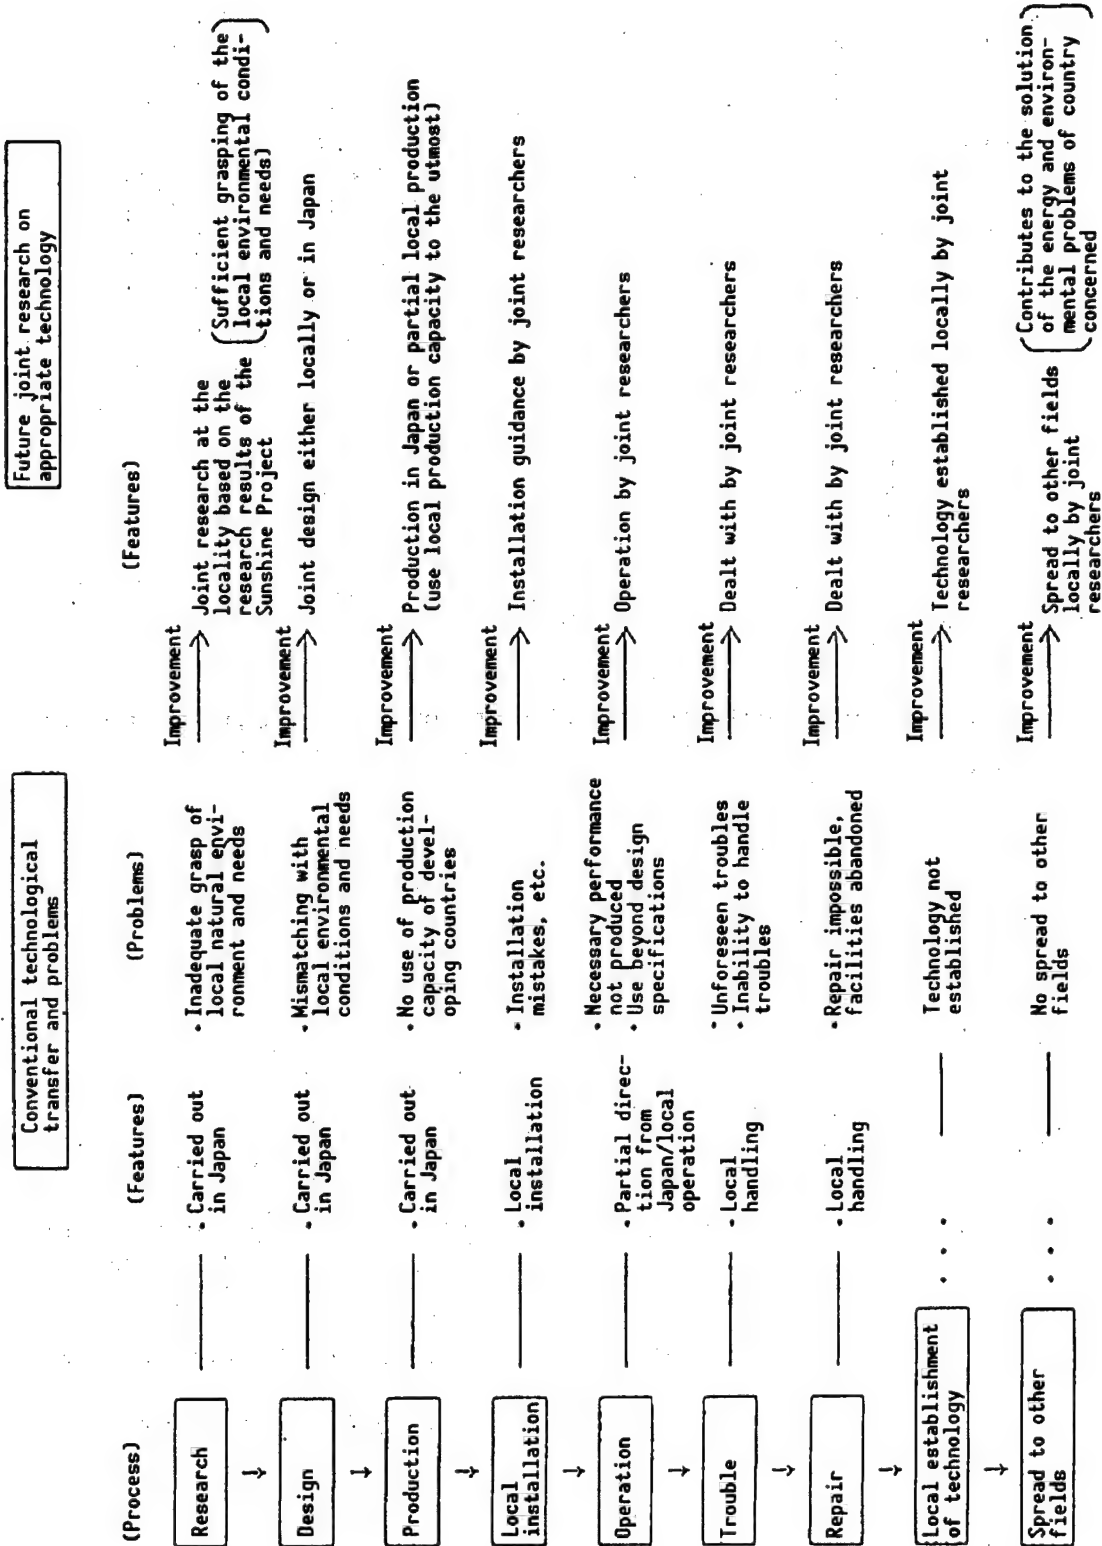 Conventional technological
transfer and problems
Future joint research on
appropriate technology
(Process)
(Features)
(Problems)
(Features)
Research
• Carried out
in Japan
• Inadequate grasp of
local natural envi-
ronment and needs
Improvement
Joint research at the
locality based on the
research results of the
Sunshine Project
(Sufficient grasping of the
local environmental condi-
tions and needs)
Design
• Carried out
in Japan
• Mismatching with
local environmental
conditions and needs
Improvement
Joint design either locally or in Japan
Production
• Carried out
in Japan
• No use of production
capacity of devel-
oping countries
Improvement
Production in Japan or partial local production
(use local production capacity to the utmost)
Local
installation
• Local
installation
• Installation
mistakes, etc.
Improvement
Installation guidance by joint researchers
Operation
• Partial direc-
tion from
Japan/local
operation
• Necessary performance
not produced
• Use beyond design
specifications
Improvement
Operation by joint researchers
Trouble
• Local
handling
• Unforeseen troubles
• Inability to handle
troubles
Improvement
Dealt with by joint researchers
Repair
• Local
handling
• Repair impossible,
facilities abandoned
Improvement
Dealt with by joint researchers
Local establishment
of technology
. . .
Technology not
established
Improvement
Technology established locally by joint
researchers
Spread to other
fields
. . .
No spread to other
fields
Improvement
Spread to other fields
locally by joint
researchers
(Contributes to the solution
of the energy and environ-
mental problems of country
concerned)